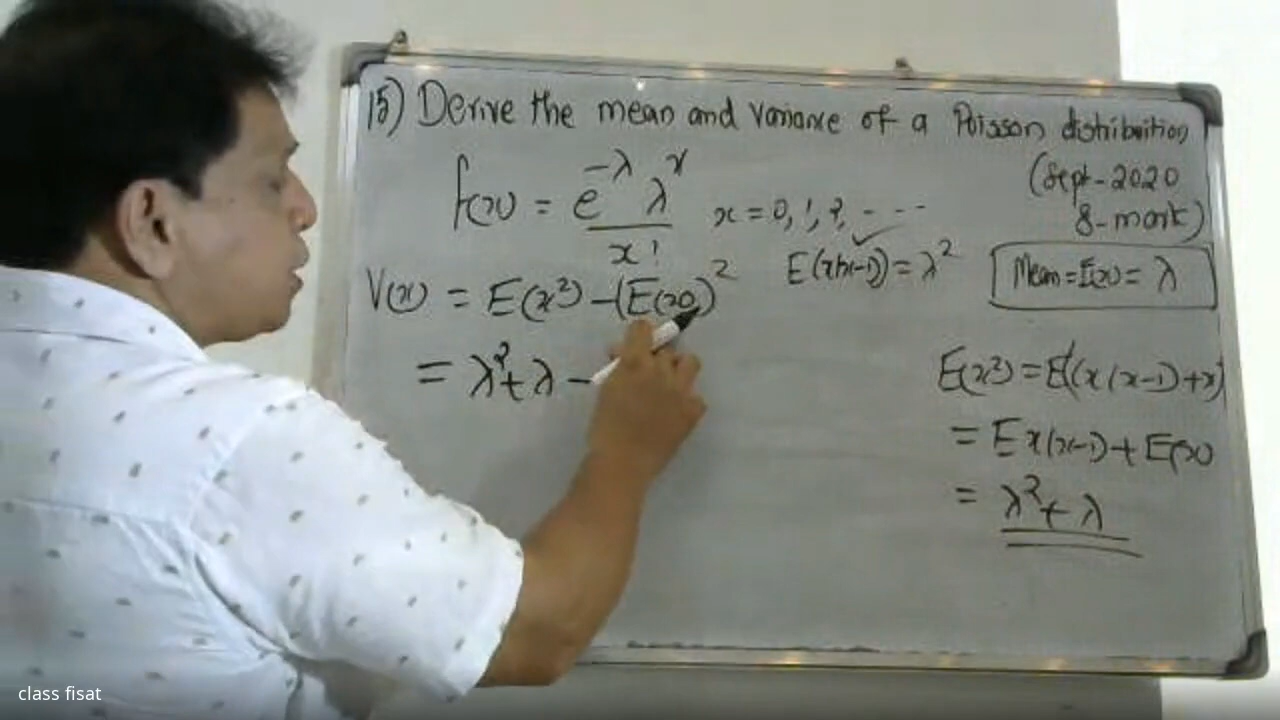 15) Derive the mean and variance of a Poisson distribution
(Sept-2020
8-mark)
f(x) = e^{-λ} λ^x / x! x = 0, 1, 2, - - --
E(x(x-1)) = λ²
Mean = E(x) = λ
V(x) = E(x²) - (E(x))²
= λ² + λ -
E(x²) = E(x(x-1)+x)
= E x(x-1) + E(x)
= λ² + λ
class fisat